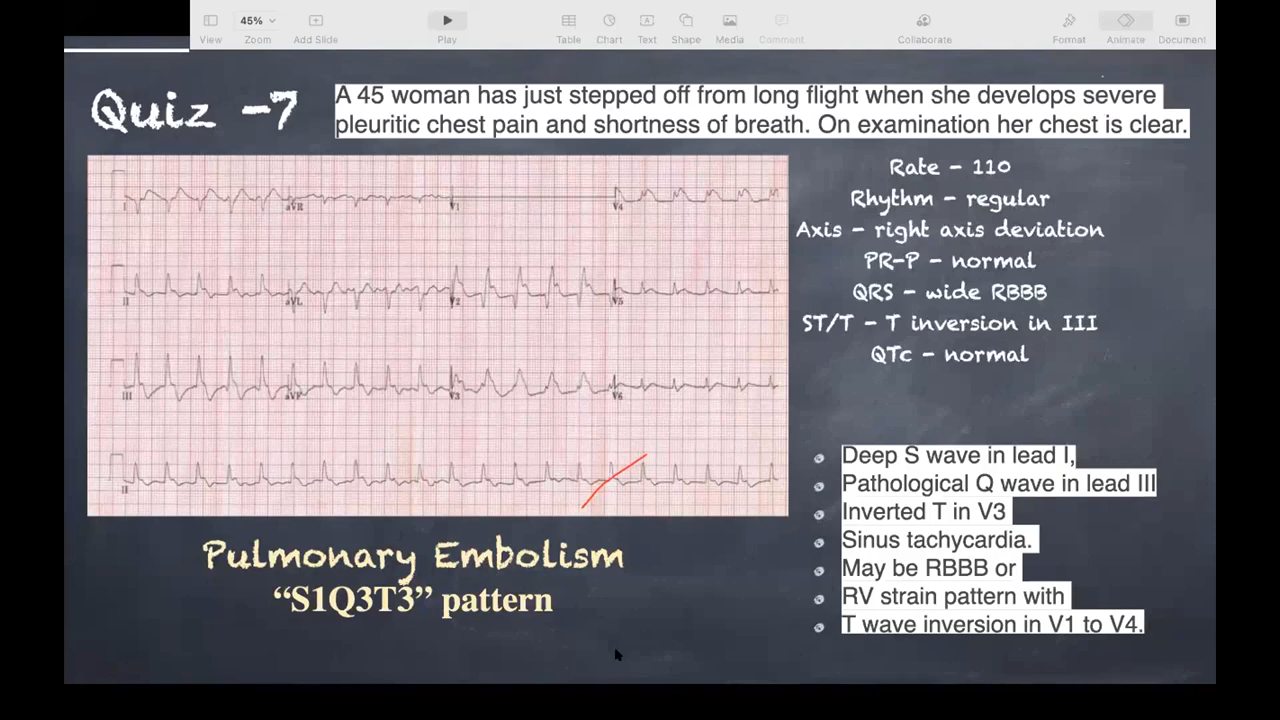 45%
View
Zoom
Add Slide
Play
Table
Chart
Text
Shape
Media
Comment
Collaborate
Format
Animate
Document
Quiz -7
A 45 woman has just stepped off from long flight when she develops severe
pleuritic chest pain and shortness of breath. On examination her chest is clear.
I
aVR
V1
V4
II
aVL
V2
V5
III
aVF
V3
V6
II
Rate - 110
Rhythm - regular
Axis - right axis deviation
PR-P - normal
QRS - wide RBBB
ST/T - T inversion in III
QTc - normal
Deep S wave in lead I,
Pathological Q wave in lead III
Inverted T in V3
Sinus tachycardia.
May be RBBB or
RV strain pattern with
T wave inversion in V1 to V4.
Pulmonary Embolism
“S1Q3T3” pattern